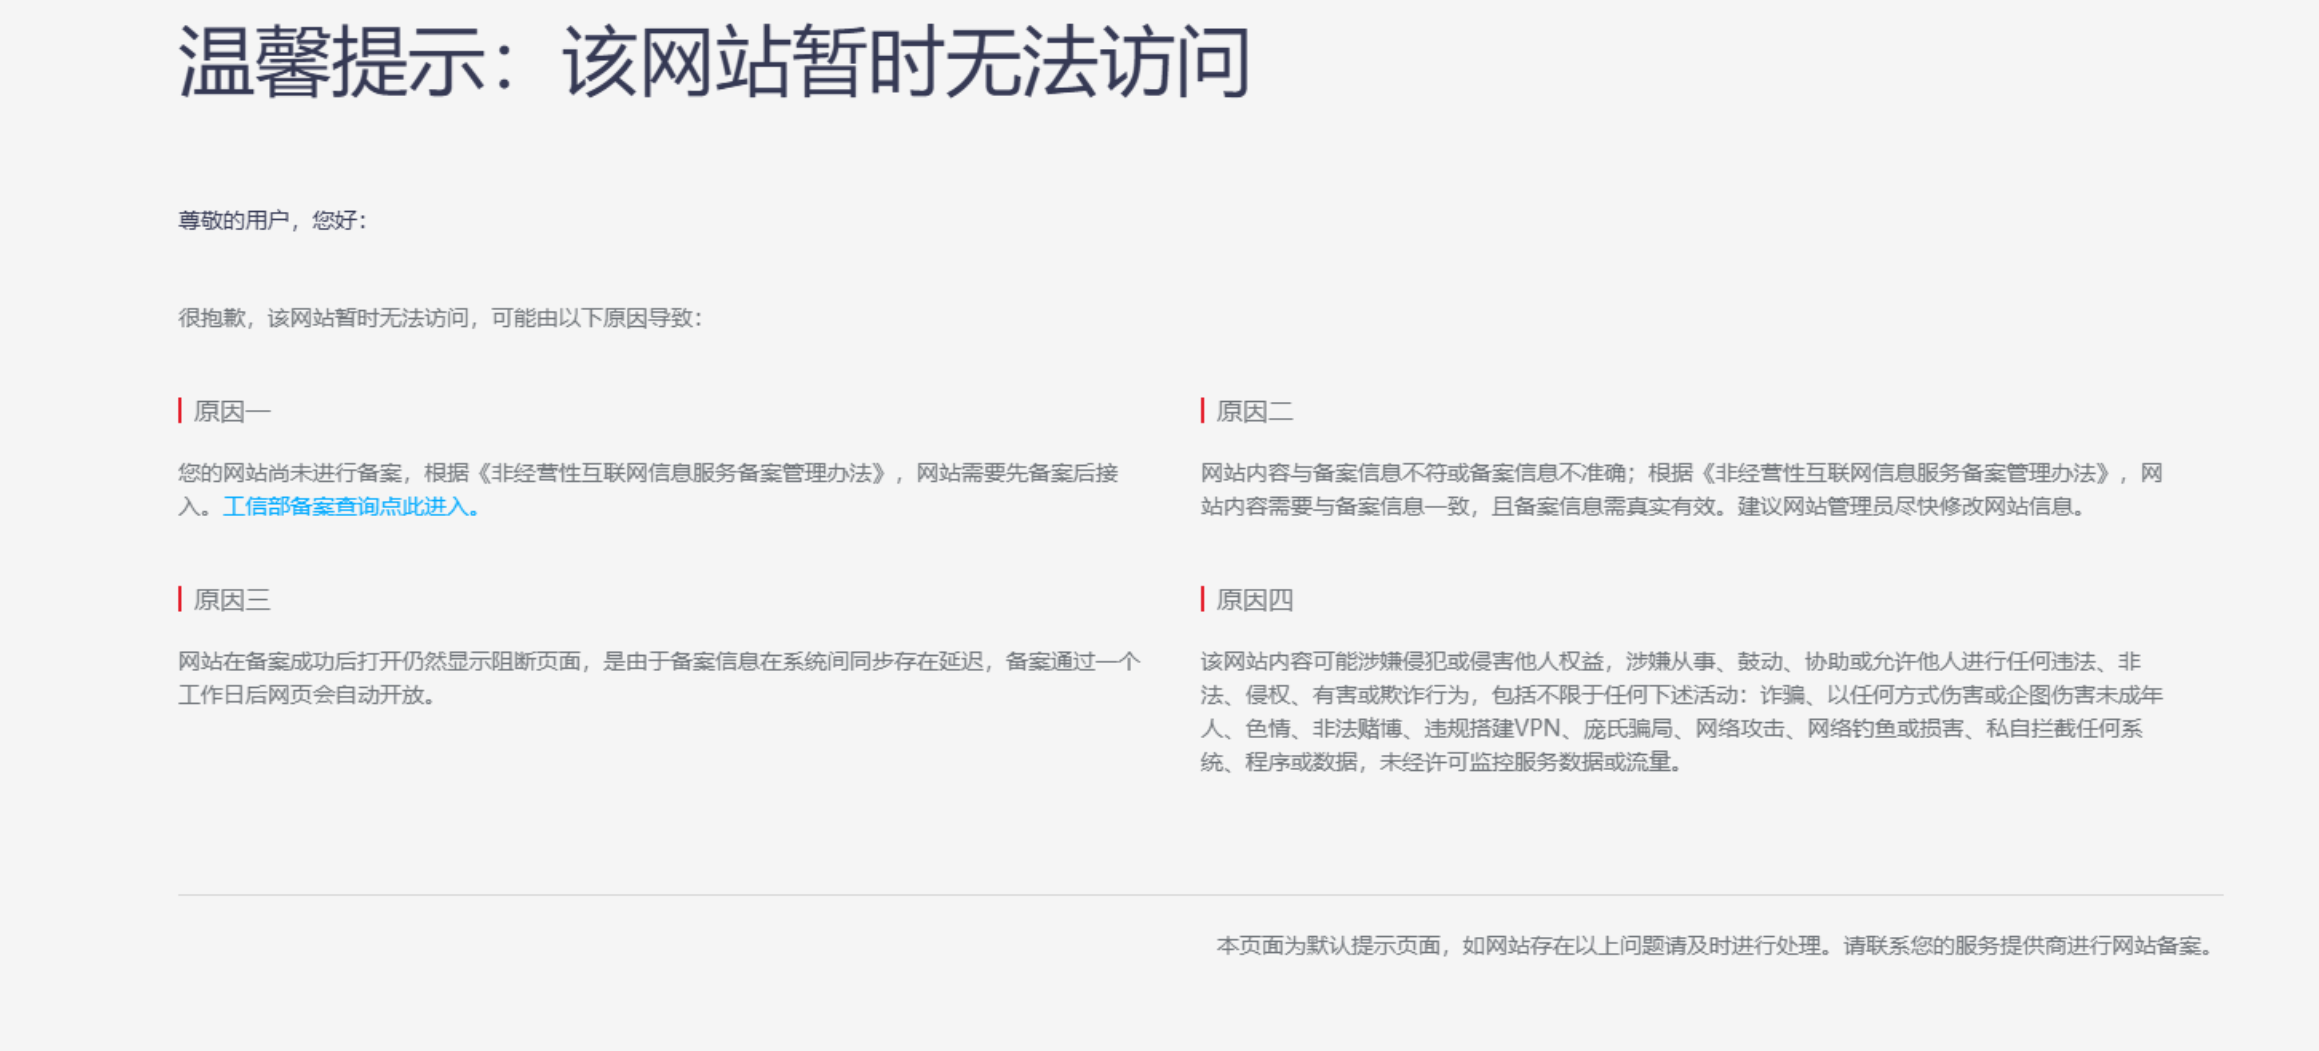 温馨提示：该网站暂时无法访问
尊敬的用户，您好：
很抱歉，该网站暂时无法访问，可能由以下原因导致：
原因一
您的网站尚未进行备案，根据《非经营性互联网信息服务备案管理办法》，网站需要先备案后接
入。工信部备案查询点此进入。
原因二
网站内容与备案信息不符或备案信息不准确；根据《非经营性互联网信息服务备案管理办法》，网
站内容需要与备案信息一致，且备案信息需真实有效。建议网站管理员尽快修改网站信息。
原因三
网站在备案成功后打开仍然显示阻断页面，是由于备案信息在系统间同步存在延迟，备案通过一个
工作日后网页会自动开放。
原因四
该网站内容可能涉嫌侵犯或侵害他人权益，涉嫌从事、鼓动、协助或允许他人进行任何违法、非
法、侵权、有害或欺诈行为，包括不限于任何下述活动：诈骗、以任何方式伤害或企图伤害未成年
人、色情、非法赌博、违规搭建VPN、庞氏骗局、网络攻击、网络钓鱼或损害、私自拦截任何系
统、程序或数据，未经许可监控服务数据或流量。
本页面为默认提示页面，如网站存在以上问题请及时进行处理。请联系您的服务提供商进行网站备案。